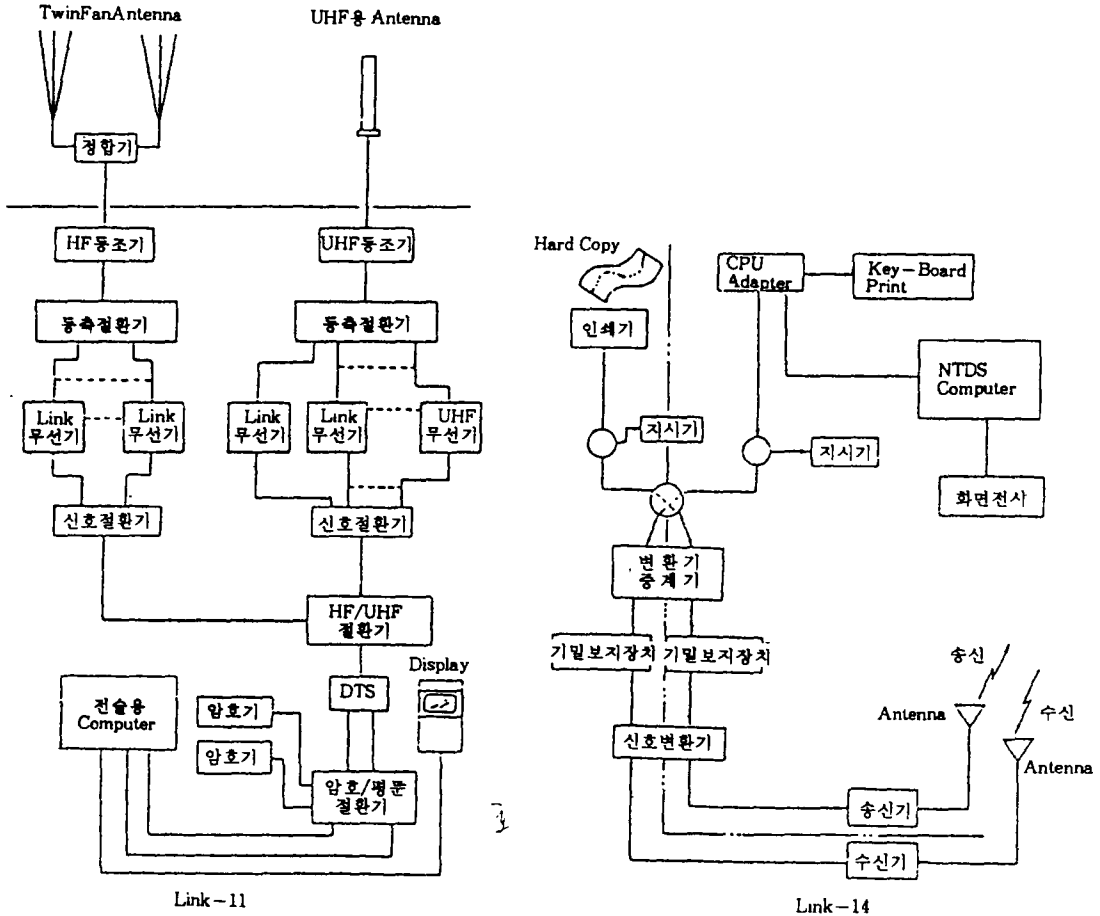 TwinFanAntenna
UHF용 Antenna
정합기
HF동조기
UHF동조기
동축절환기
동축절환기
Link
무선기
Link
무선기
Link
무선기
Link
무선기
UHF
무선기
신호절환기
신호절환기
HF/UHF
절환기
전술용
Computer
암호기
암호기
DTS
Display
암호/평문
절환기
Link-11
Hard Copy
인쇄기
CPU
Adapter
Key-Board
Print
NTDS
Computer
지시기
지시기
화면전사
변환기
중계기
기밀보지장치
기밀보지장치
신호변환기
송신
Antenna
수신
Antenna
송신기
수신기
Link-14